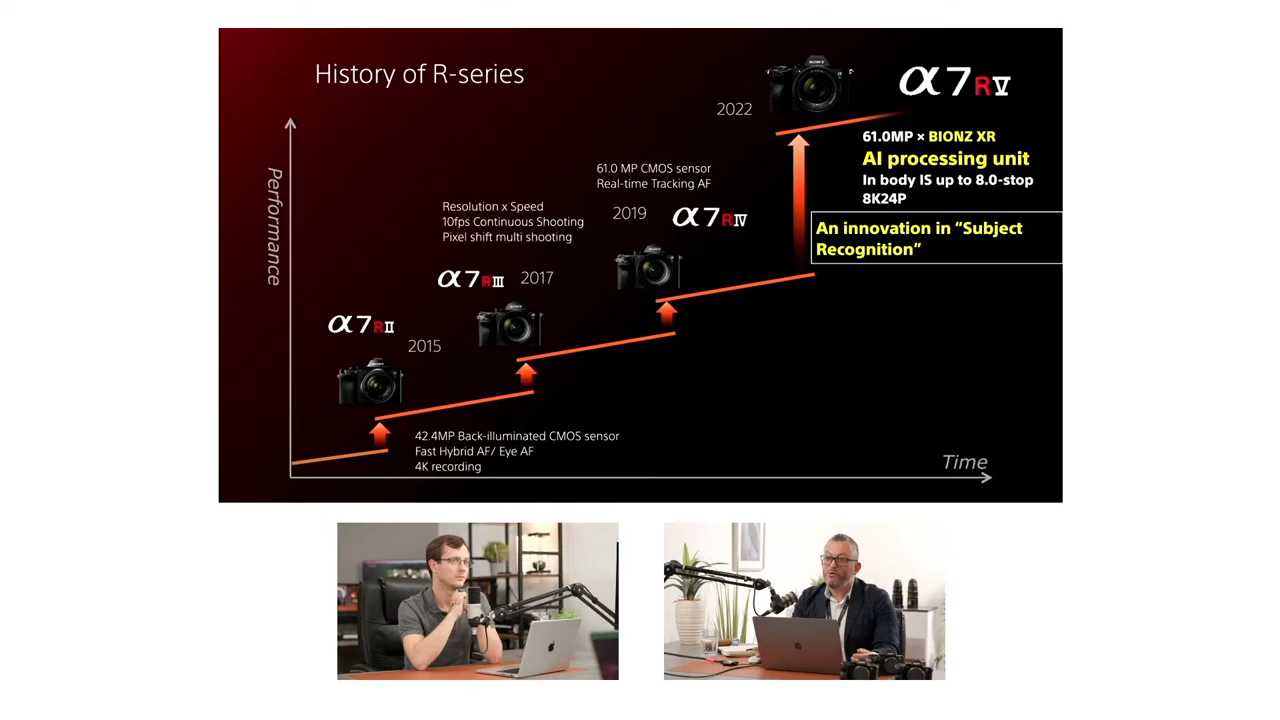 History of R-series
Performance
α7RII
2015
42.4MP Back-illuminated CMOS sensor
Fast Hybrid AF/ Eye AF
4K recording
Resolution x Speed
10fps Continuous Shooting
Pixel shift multi shooting
α7RIII
2017
61.0 MP CMOS sensor
Real-time Tracking AF
2019
α7RIV
2022
SONY
α7RV
61.0MP × BIONZ XR
AI processing unit
In body IS up to 8.0-stop
8K24P
An innovation in “Subject
Recognition”
Time